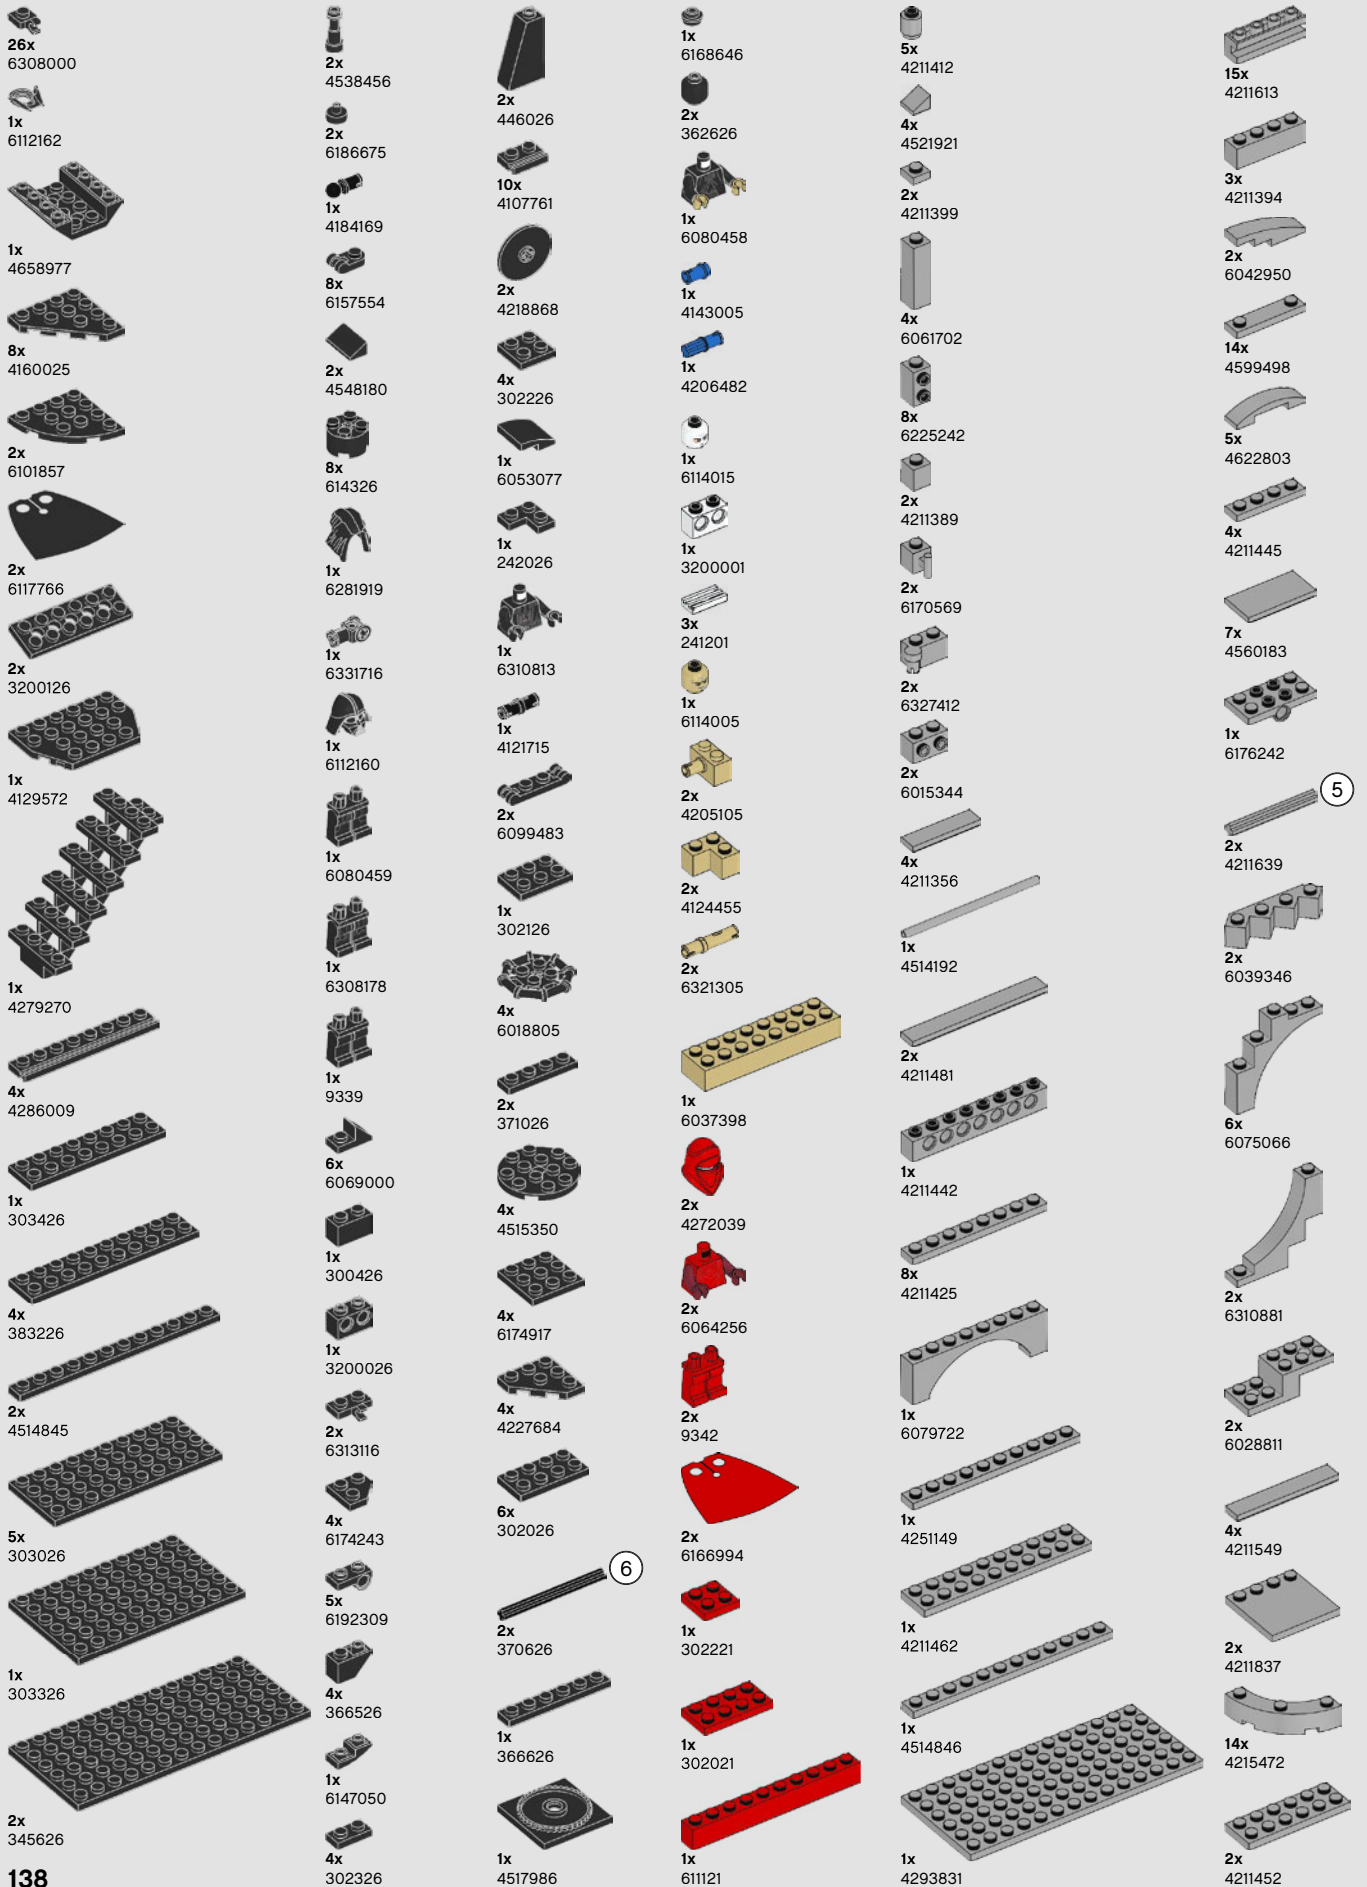 26x
6308000
1x
6112162
1x
4658977
8x
4160025
2x
6101857
2x
6117766
2x
3200126
1x
4129572
1x
4279270
4x
4286009
1x
303426
4x
383226
2x
4514845
5x
303026
1x
303326
2x
345626
138
2x
4538456
2x
6186675
1x
4184169
8x
6157554
2x
4548180
8x
614326
1x
6281919
1x
6331716
1x
6112160
1x
6080459
1x
6308178
1x
9339
6x
6069000
1x
300426
1x
3200026
2x
6313116
4x
6174243
5x
6192309
4x
366526
1x
6147050
4x
302326
2x
446026
10x
4107761
2x
4218868
4x
302226
1x
6053077
1x
242026
1x
6310813
1x
4121715
2x
6099483
1x
302126
4x
6018805
2x
371026
4x
4515350
4x
6174917
4x
4227684
6x
302026
6
2x
370626
1x
366626
1x
4517986
1x
6168646
2x
362626
1x
6080458
1x
4143005
1x
4206482
1x
6114015
1x
3200001
3x
241201
1x
6114005
2x
4205105
2x
4124455
2x
6321305
1x
6037398
2x
4272039
2x
6064256
2x
9342
2x
6166994
1x
302221
1x
302021
1x
611121
5x
4211412
4x
4521921
2x
4211399
4x
6061702
8x
6225242
2x
4211389
2x
6170569
2x
6327412
2x
6015344
4x
4211356
1x
4514192
2x
4211481
1x
4211442
8x
4211425
1x
6079722
1x
4251149
1x
4211462
1x
4514846
1x
4293831
15x
4211613
3x
4211394
2x
6042950
14x
4599498
5x
4622803
4x
4211445
7x
4560183
1x
6176242
5
2x
4211639
2x
6039346
6x
6075066
2x
6310881
2x
6028811
4x
4211549
2x
4211837
14x
4215472
2x
4211452